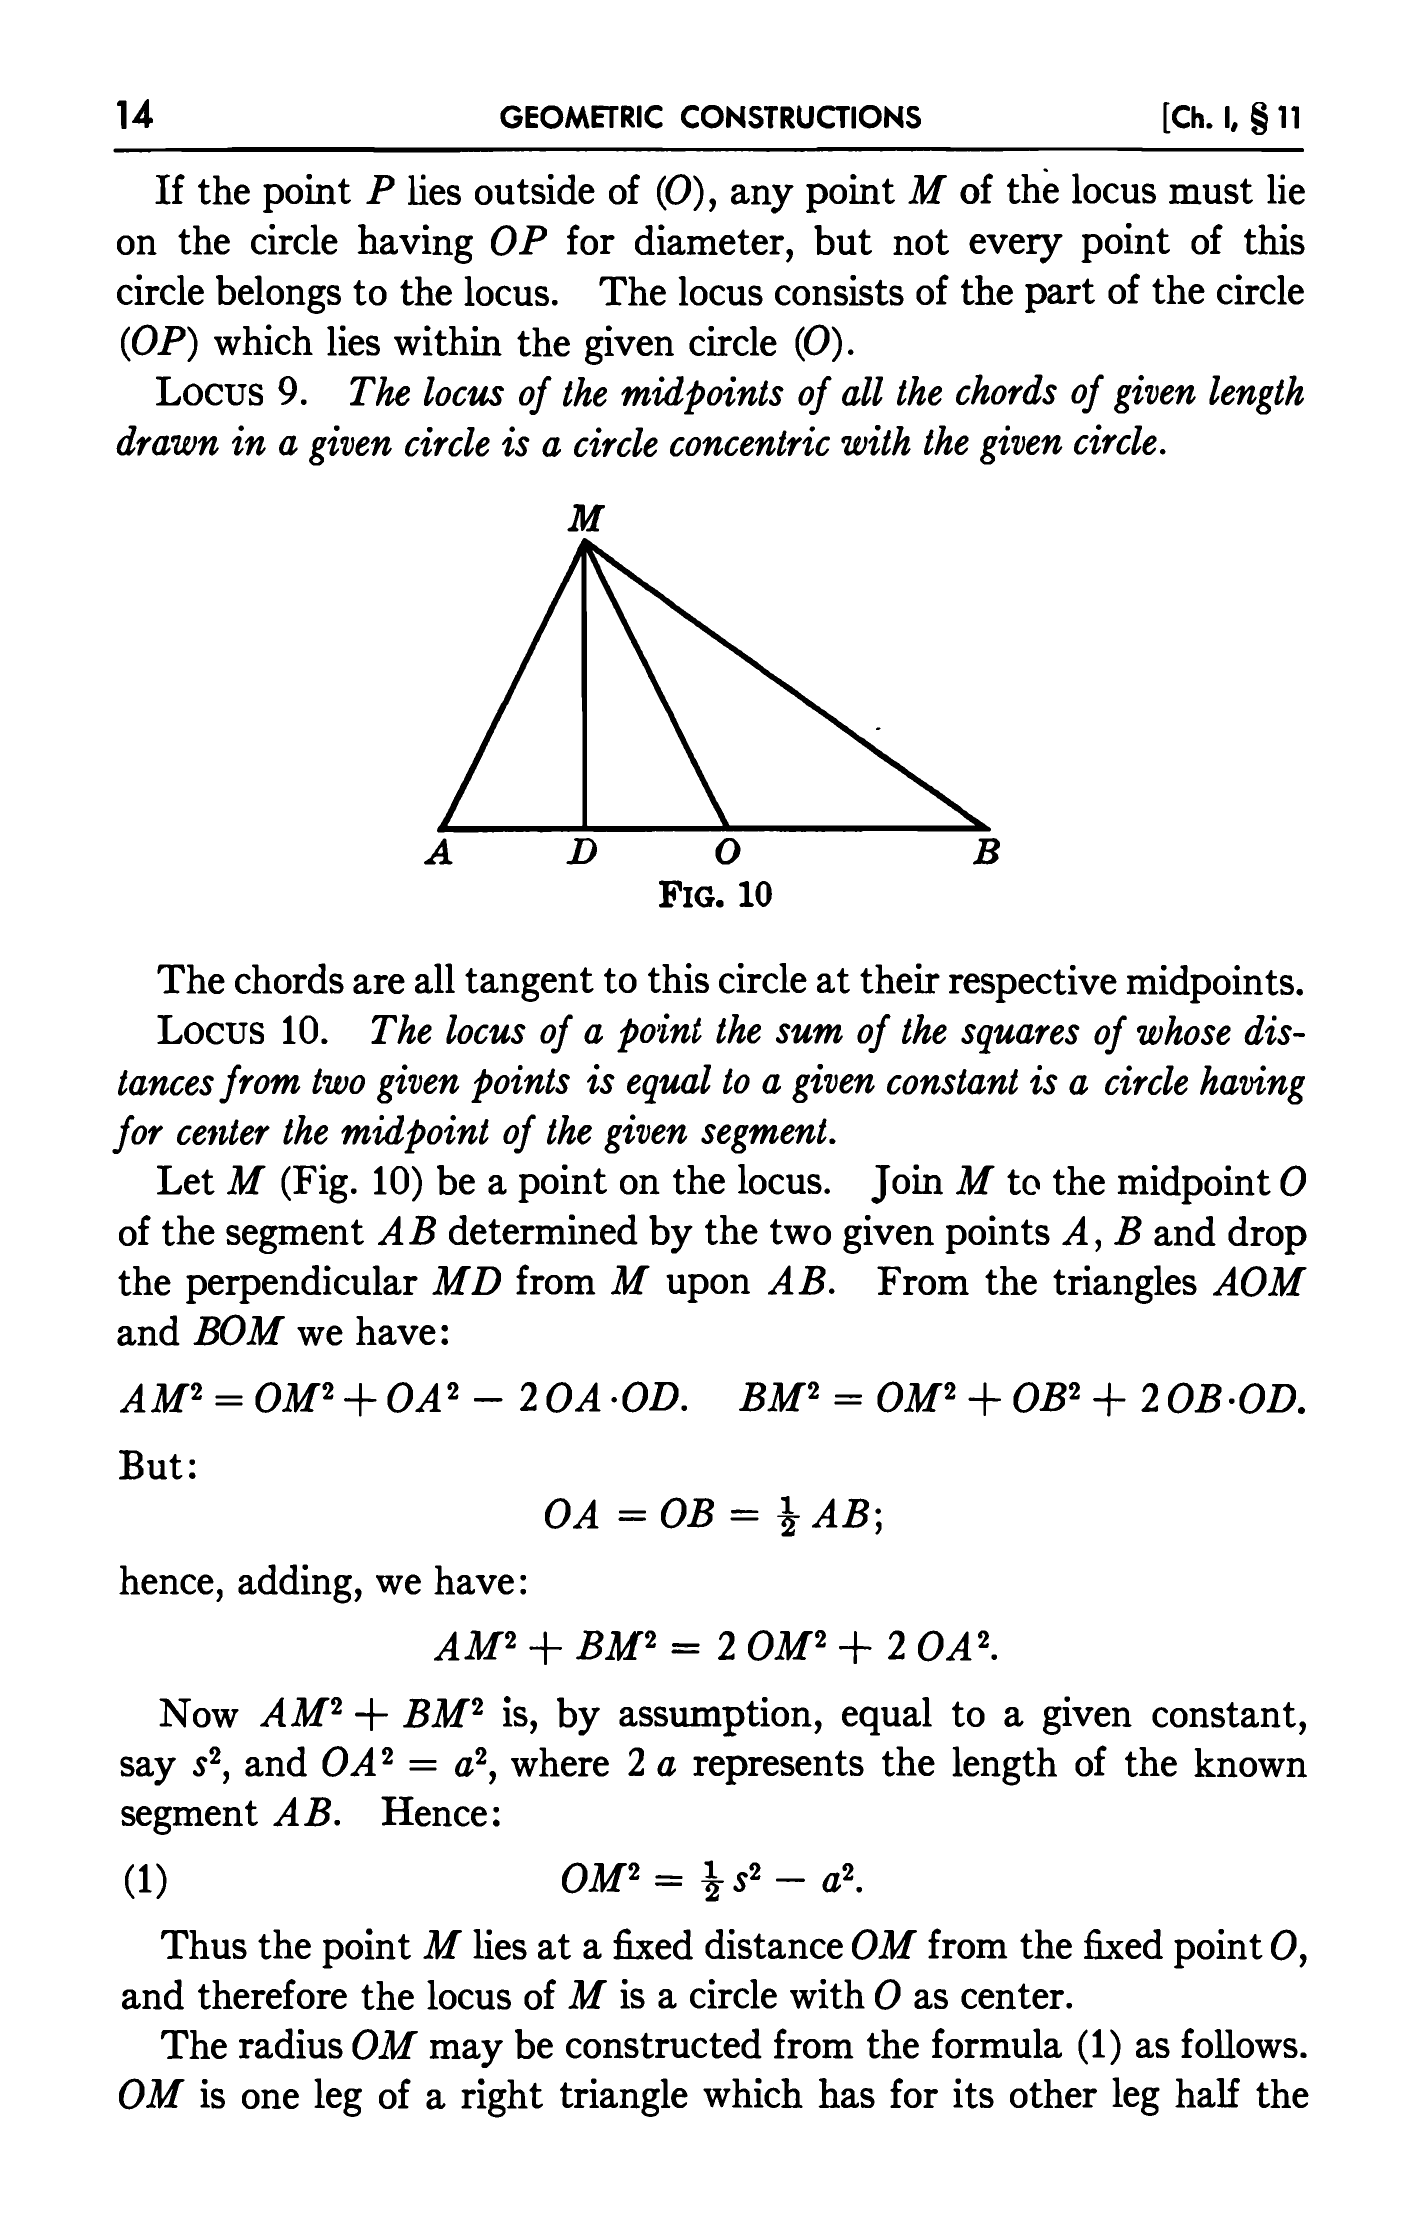 14 GEOMETRIC CONSTRUCTIONS [Ch. I, § 11
If the point P lies outside of (O), any point M of the locus must lie
on the circle having OP for diameter, but not every point of this
circle belongs to the locus. The locus consists of the part of the circle
(OP) which lies within the given circle (O).
Locus 9. The locus of the midpoints of all the chords of given length
drawn in a given circle is a circle concentric with the given circle.
M
A D O B
Fig. 10
The chords are all tangent to this circle at their respective midpoints.
Locus 10. The locus of a point the sum of the squares of whose dis-
tances from two given points is equal to a given constant is a circle having
for center the midpoint of the given segment.
Let M (Fig. 10) be a point on the locus. Join M to the midpoint O
of the segment AB determined by the two given points A, B and drop
the perpendicular MD from M upon AB. From the triangles AOM
and BOM we have:
AM² = OM² + OA² − 2 OA·OD. BM² = OM² + OB² + 2 OB·OD.
But:
OA = OB = ½ AB;
hence, adding, we have:
AM² + BM² = 2 OM² + 2 OA².
Now AM² + BM² is, by assumption, equal to a given constant,
say s², and OA² = a², where 2 a represents the length of the known
segment AB. Hence:
(1) OM² = ½ s² − a².
Thus the point M lies at a fixed distance OM from the fixed point O,
and therefore the locus of M is a circle with O as center.
The radius OM may be constructed from the formula (1) as follows.
OM is one leg of a right triangle which has for its other leg half the